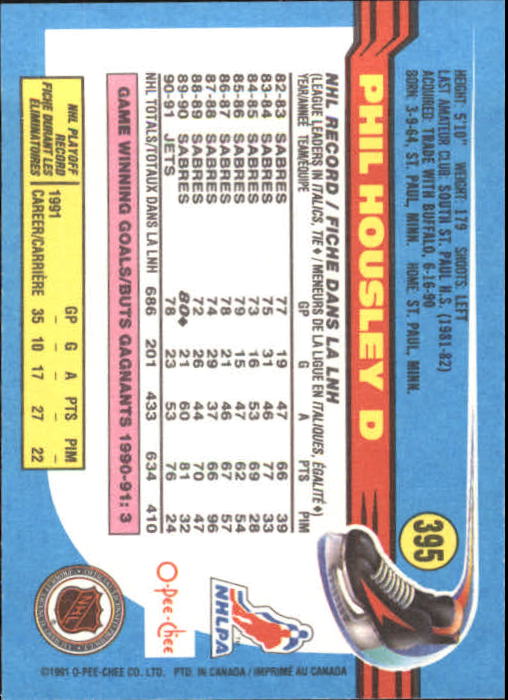 395
HEIGHT: 5'10" WEIGHT: 179 SHOOTS: LEFT
LAST AMATEUR CLUB: SOUTH ST. PAUL H.S. (1981-82)
ACQUIRED: TRADE WITH BUFFALO, 6-16-90
BORN: 3-9-64, ST. PAUL, MINN. HOME: ST. PAUL, MINN.
PHIL HOUSLEY D
NHL RECORD / FICHE DANS LA LNH
(LEAGUE LEADERS IN ITALICS, TIE♦ / MENEURS DE LA LIGUE EN ITALIQUES, ÉGALITÉ♦)
YEAR/ANNÉE TEAM/ÉQUIPE GP G A PTS PIM
82-83 SABRES 77 19 47 66 39
83-84 SABRES 75 31 46 77 33
84-85 SABRES 73 16 53 69 28
85-86 SABRES 79 15 47 62 54
86-87 SABRES 78 21 46 67 57
87-88 SABRES 74 29 37 66 96
88-89 SABRES 72 26 44 70 47
89-90 SABRES 80♦ 21 60 81 32
90-91 JETS 78 23 53 76 24
NHL TOTALS/TOTAUX DANS LA LNH 686 201 433 634 410
GAME WINNING GOALS/BUTS GAGNANTS 1990-91: 3
NHL PLAYOFF RECORD
FICHE DURANT LES ÉLIMINATOIRES
GP G A PTS PIM
1991 – – – – –
CAREER/CARRIÈRE 35 10 17 27 22
NHLPA
O-pee-chee
NHL
©1991 O-PEE-CHEE CO. LTD. PTD. IN CANADA / IMPRIMÉ AU CANADA